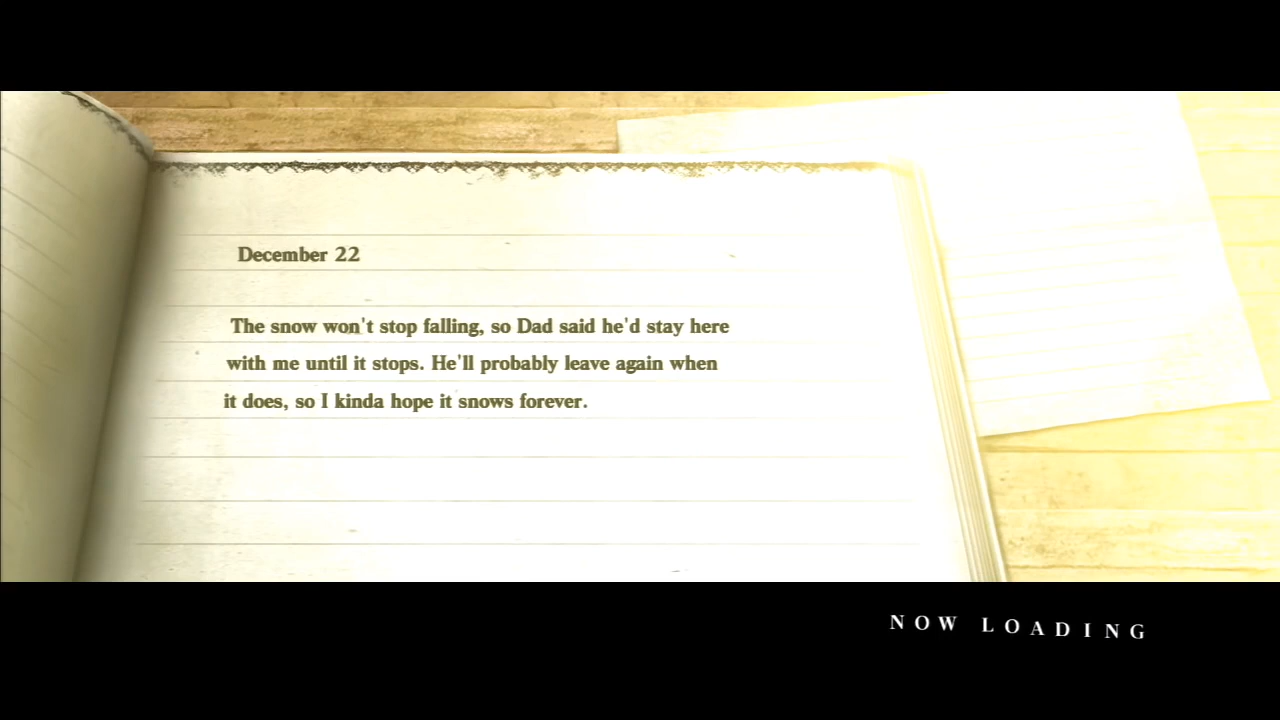 December 22
The snow won't stop falling, so Dad said he'd stay here
with me until it stops. He'll probably leave again when
it does, so I kinda hope it snows forever.
NOW LOADING